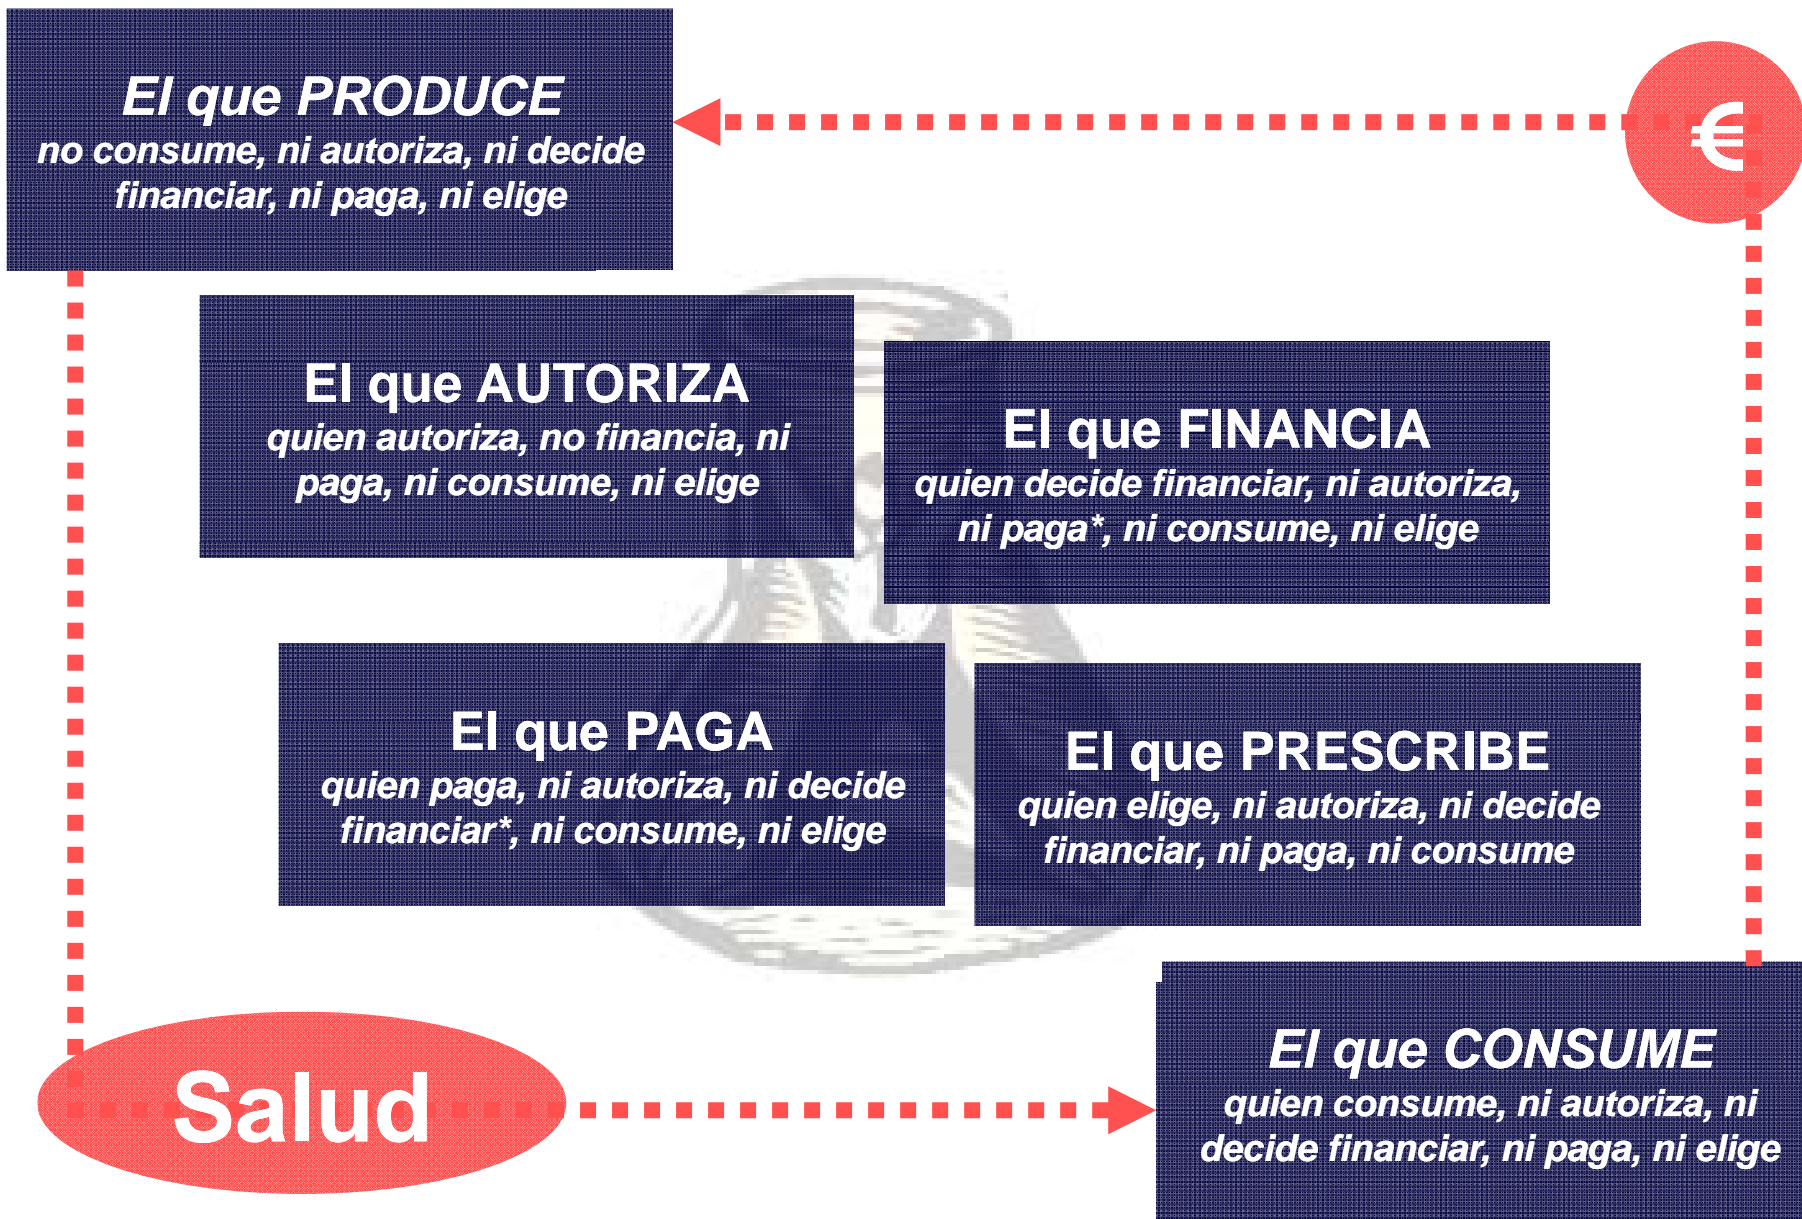 El que PRODUCE
no consume, ni autoriza, ni decide
financiar, ni paga, ni elige
€
El que AUTORIZA
quien autoriza, no financia, ni
paga, ni consume, ni elige
El que FINANCIA
quien decide financiar, ni autoriza,
ni paga*, ni consume, ni elige
El que PAGA
quien paga, ni autoriza, ni decide
financiar*, ni consume, ni elige
El que PRESCRIBE
quien elige, ni autoriza, ni decide
financiar, ni paga, ni consume
Salud
El que CONSUME
quien consume, ni autoriza, ni
decide financiar, ni paga, ni elige